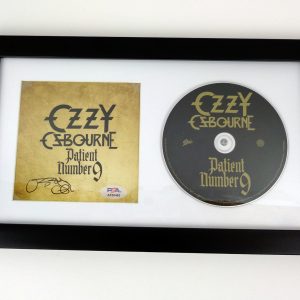 OZZY
OSBOURNE
Patient
Number 9
PSA
OZZY
OSBOURNE
Patient
Number 9